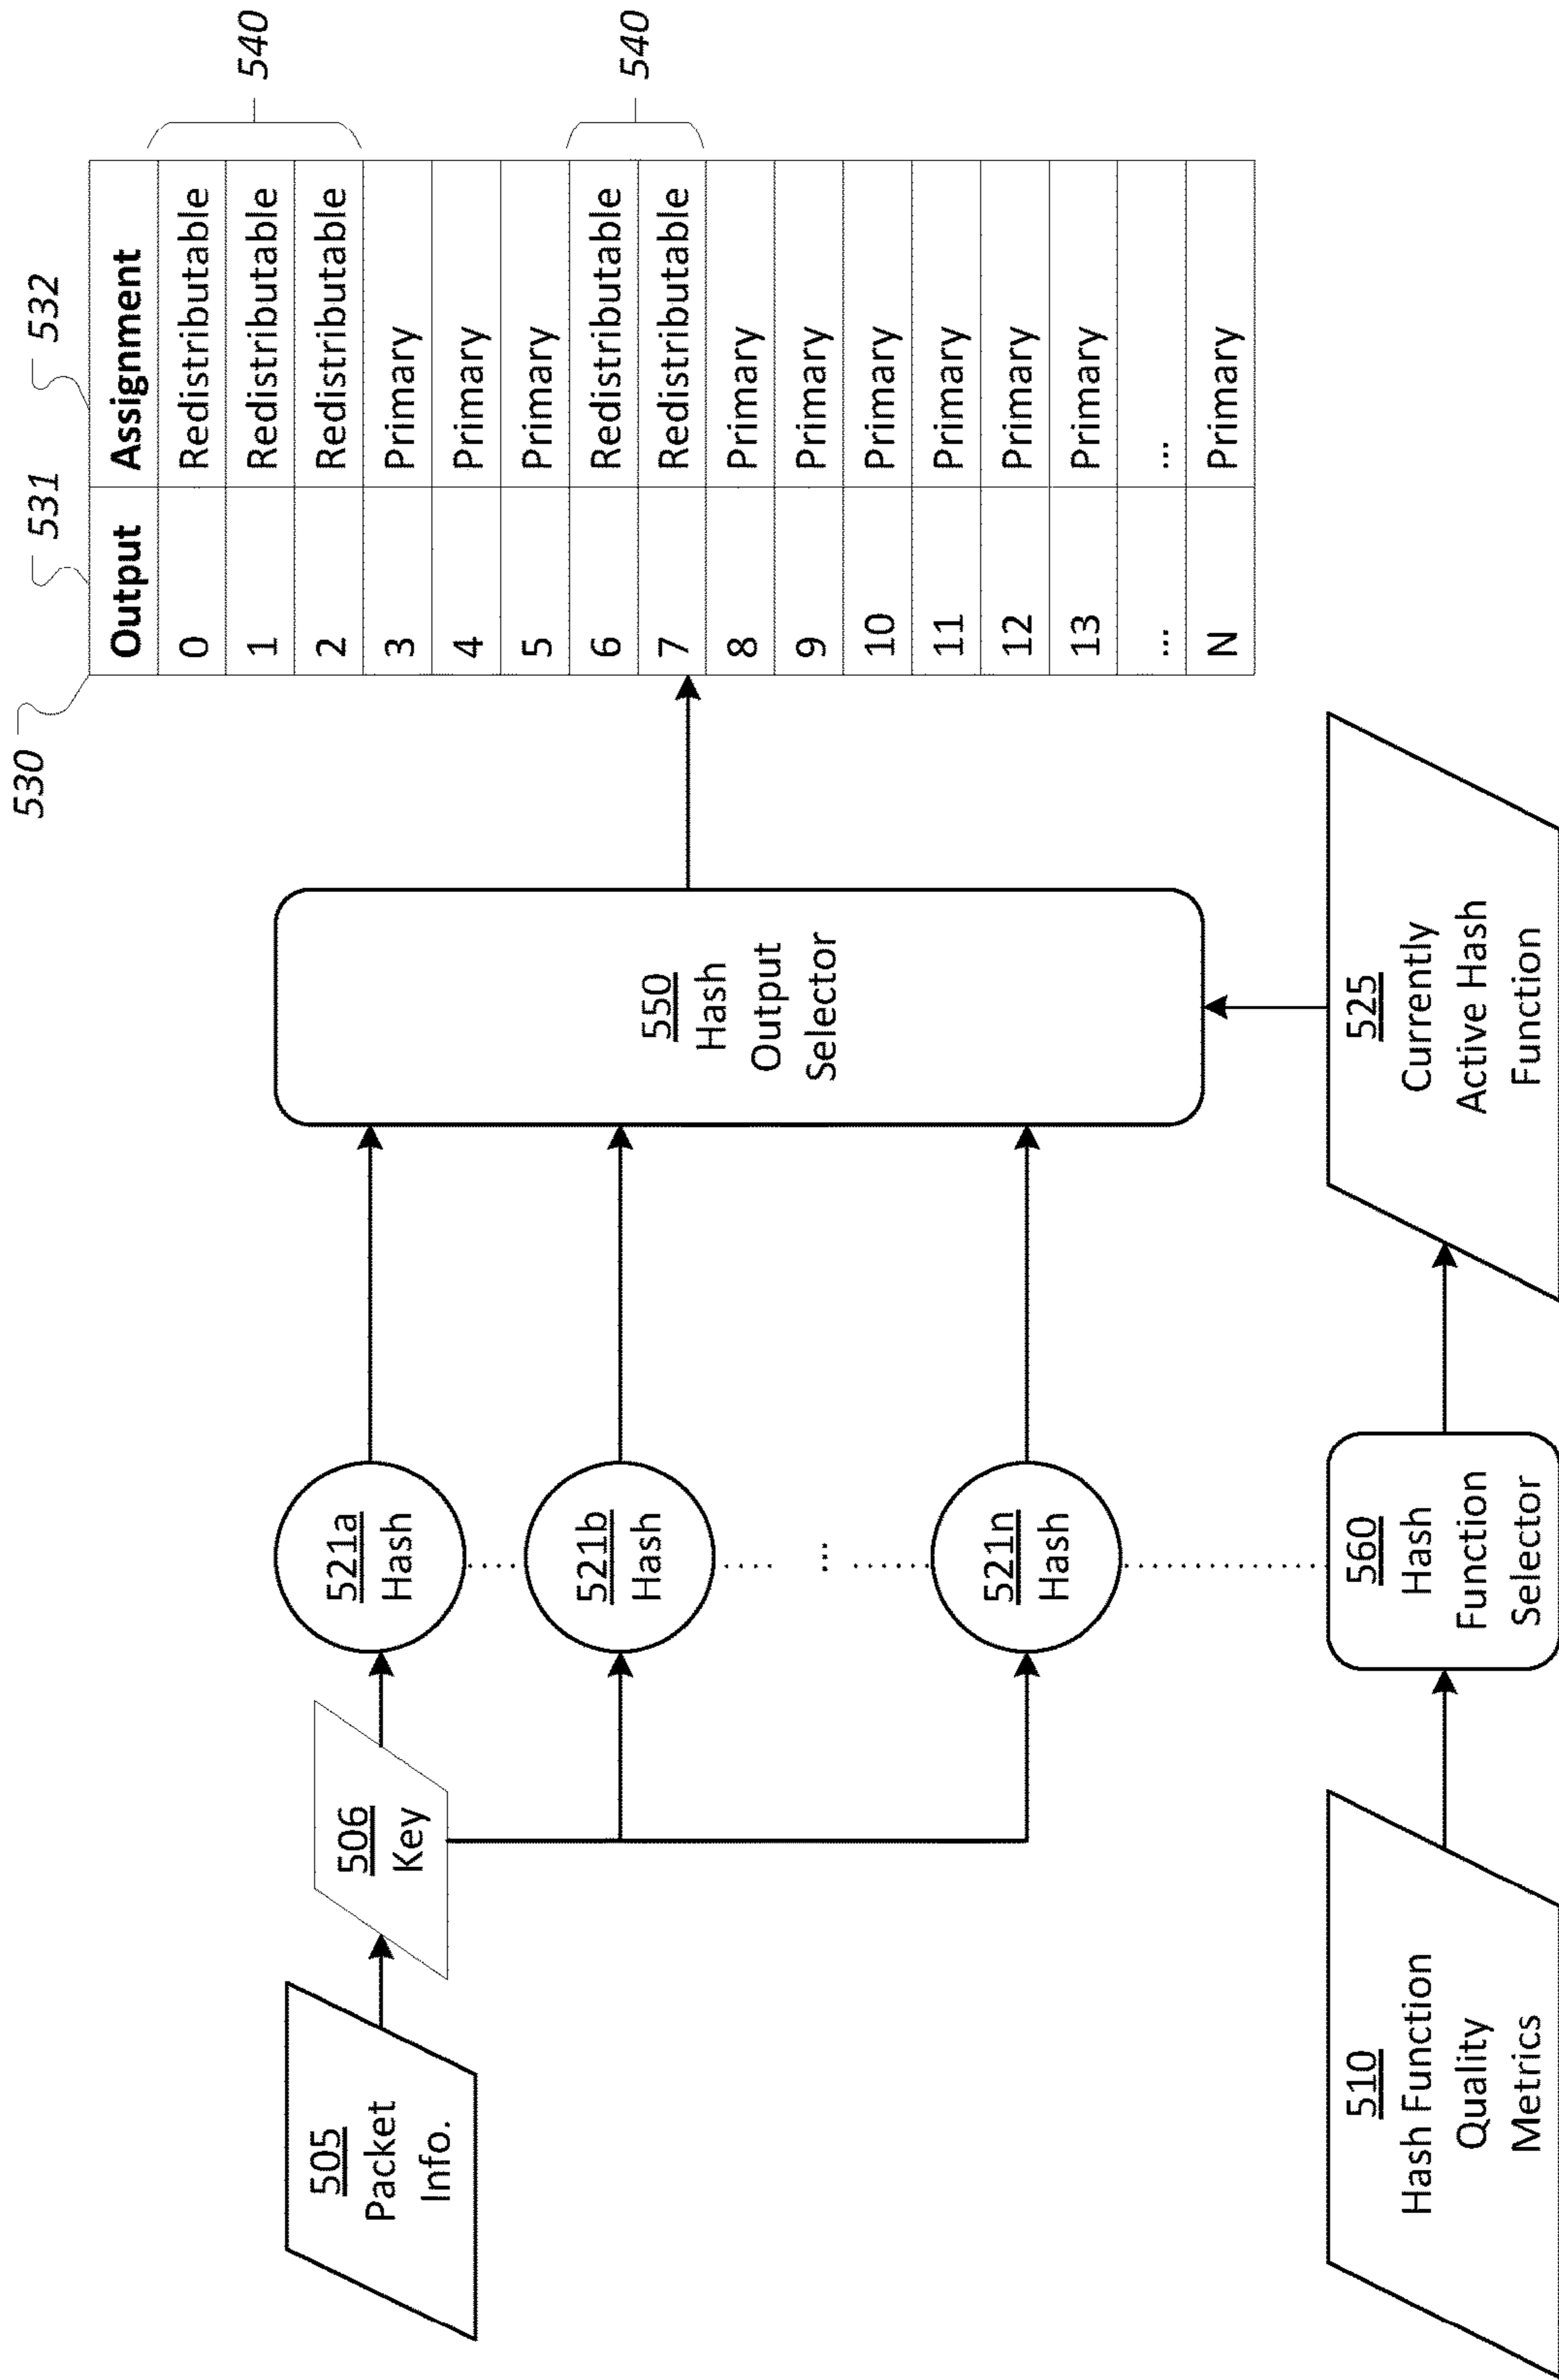 505
Packet
Info.
506
Key
521a
Hash
521b
Hash
...
521n
Hash
550
Hash
Output
Selector
510
Hash Function
Quality
Metrics
560
Hash
Function
Selector
525
Currently
Active Hash
Function
530
531
532
Output Assignment
0 Redistributable
1 Redistributable
2 Redistributable
3 Primary
4 Primary
5 Primary
6 Redistributable
7 Redistributable
8 Primary
9 Primary
10 Primary
11 Primary
12 Primary
13 Primary
... ...
N Primary
540
540